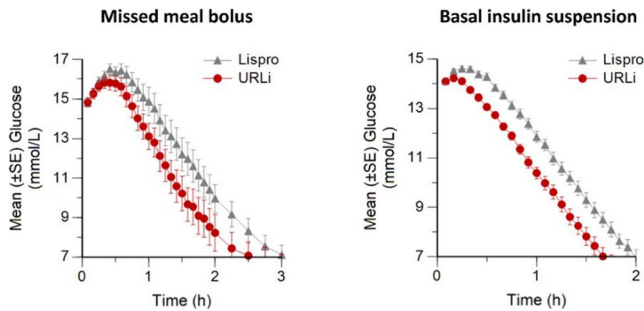 Missed meal bolus
Lispro
URLi
Mean (±SE) Glucose
(mmol/L)
17
15
13
11
9
7
0
1
2
3
Time (h)
Basal insulin suspension
Lispro
URLi
Mean (±SE) Glucose
(mmol/L)
15
13
11
9
7
0
1
2
Time (h)